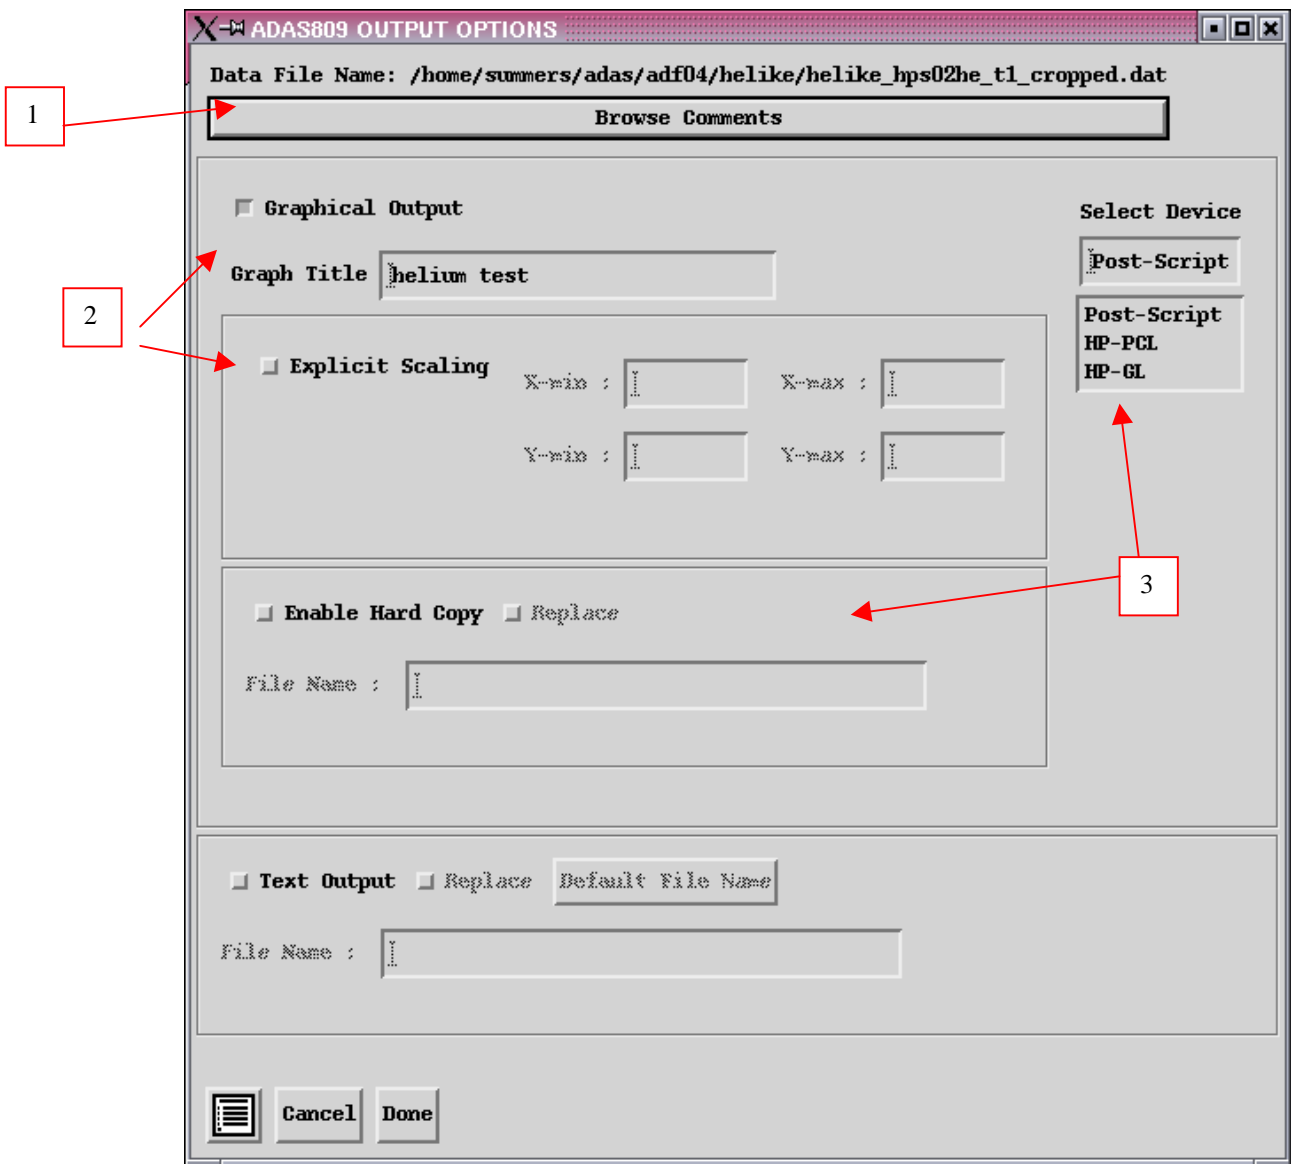 ADAS809 OUTPUT OPTIONS
Data File Name: /home/summers/adas/adf04/helike/helike_hps02he_t1_cropped.dat
1
Browse Comments
Graphical Output
Select Device
Graph Title helium test
Post-Script
2
Post-Script
HP-PCL
HP-GL
Explicit Scaling
X-min :
X-max :
Y-min :
Y-max :
3
Enable Hard Copy
Replace
File Name :
Text Output
Replace
Default File Name
File Name :
Cancel
Done